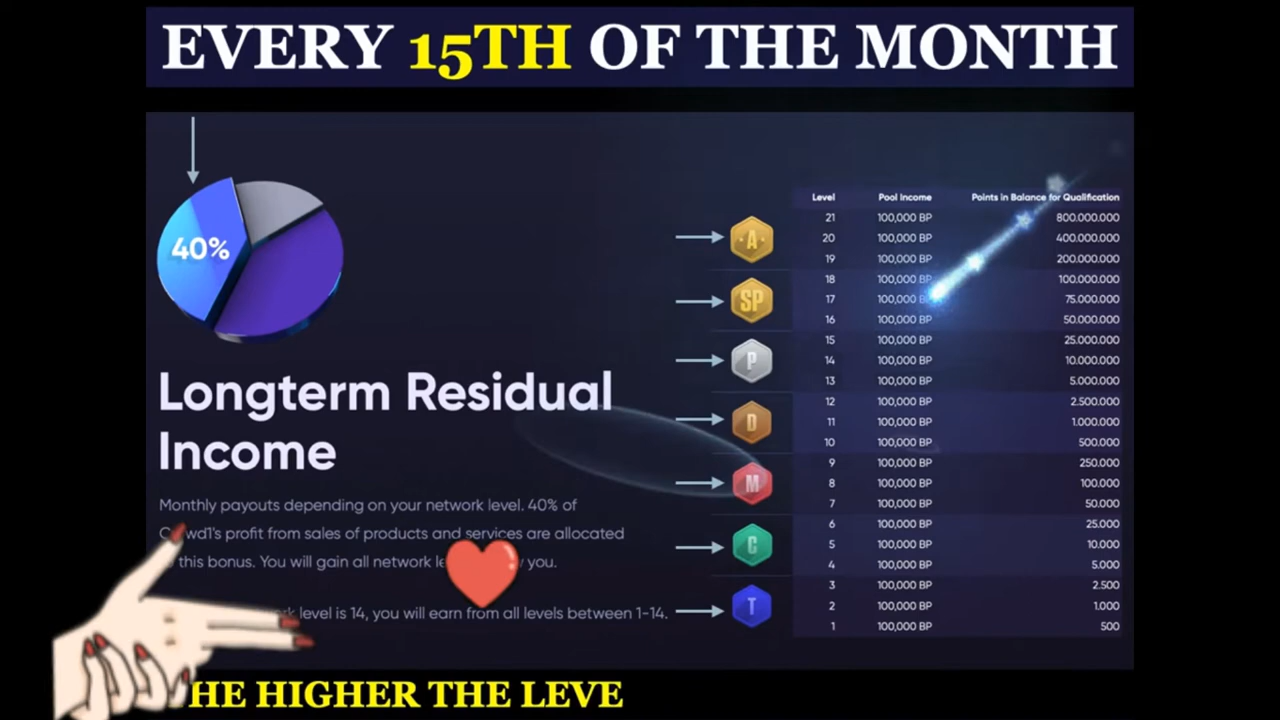 EVERY 15TH OF THE MONTH
40%
Longterm Residual
Income
Monthly payouts depending on your network level. 40% of
profit from sales of products and services are allocated
this bonus. You will gain all network you.
level is 14, you will earn from all levels between 1-14.
A
SP
P
D
M
C
T
Level Pool Income Points in Balance for Qualification
21 100,000 BP 800.000.000
20 100,000 BP 400.000.000
19 100,000 BP 200.000.000
18 100,000 BP 100.000.000
17 100,000 75.000.000
16 100,000 BP 50.000.000
15 100,000 BP 25.000.000
14 100,000 BP 10.000.000
13 100,000 BP 5.000.000
12 100,000 BP 2.500.000
11 100,000 BP 1.000.000
10 100,000 BP 500.000
9 100,000 BP 250.000
8 100,000 BP 100.000
7 100,000 BP 50.000
6 100,000 BP 25.000
5 100,000 BP 10.000
4 100,000 BP 5.000
3 100,000 BP 2.500
2 100,000 BP 1.000
1 100,000 BP 500
HE HIGHER THE LEVE